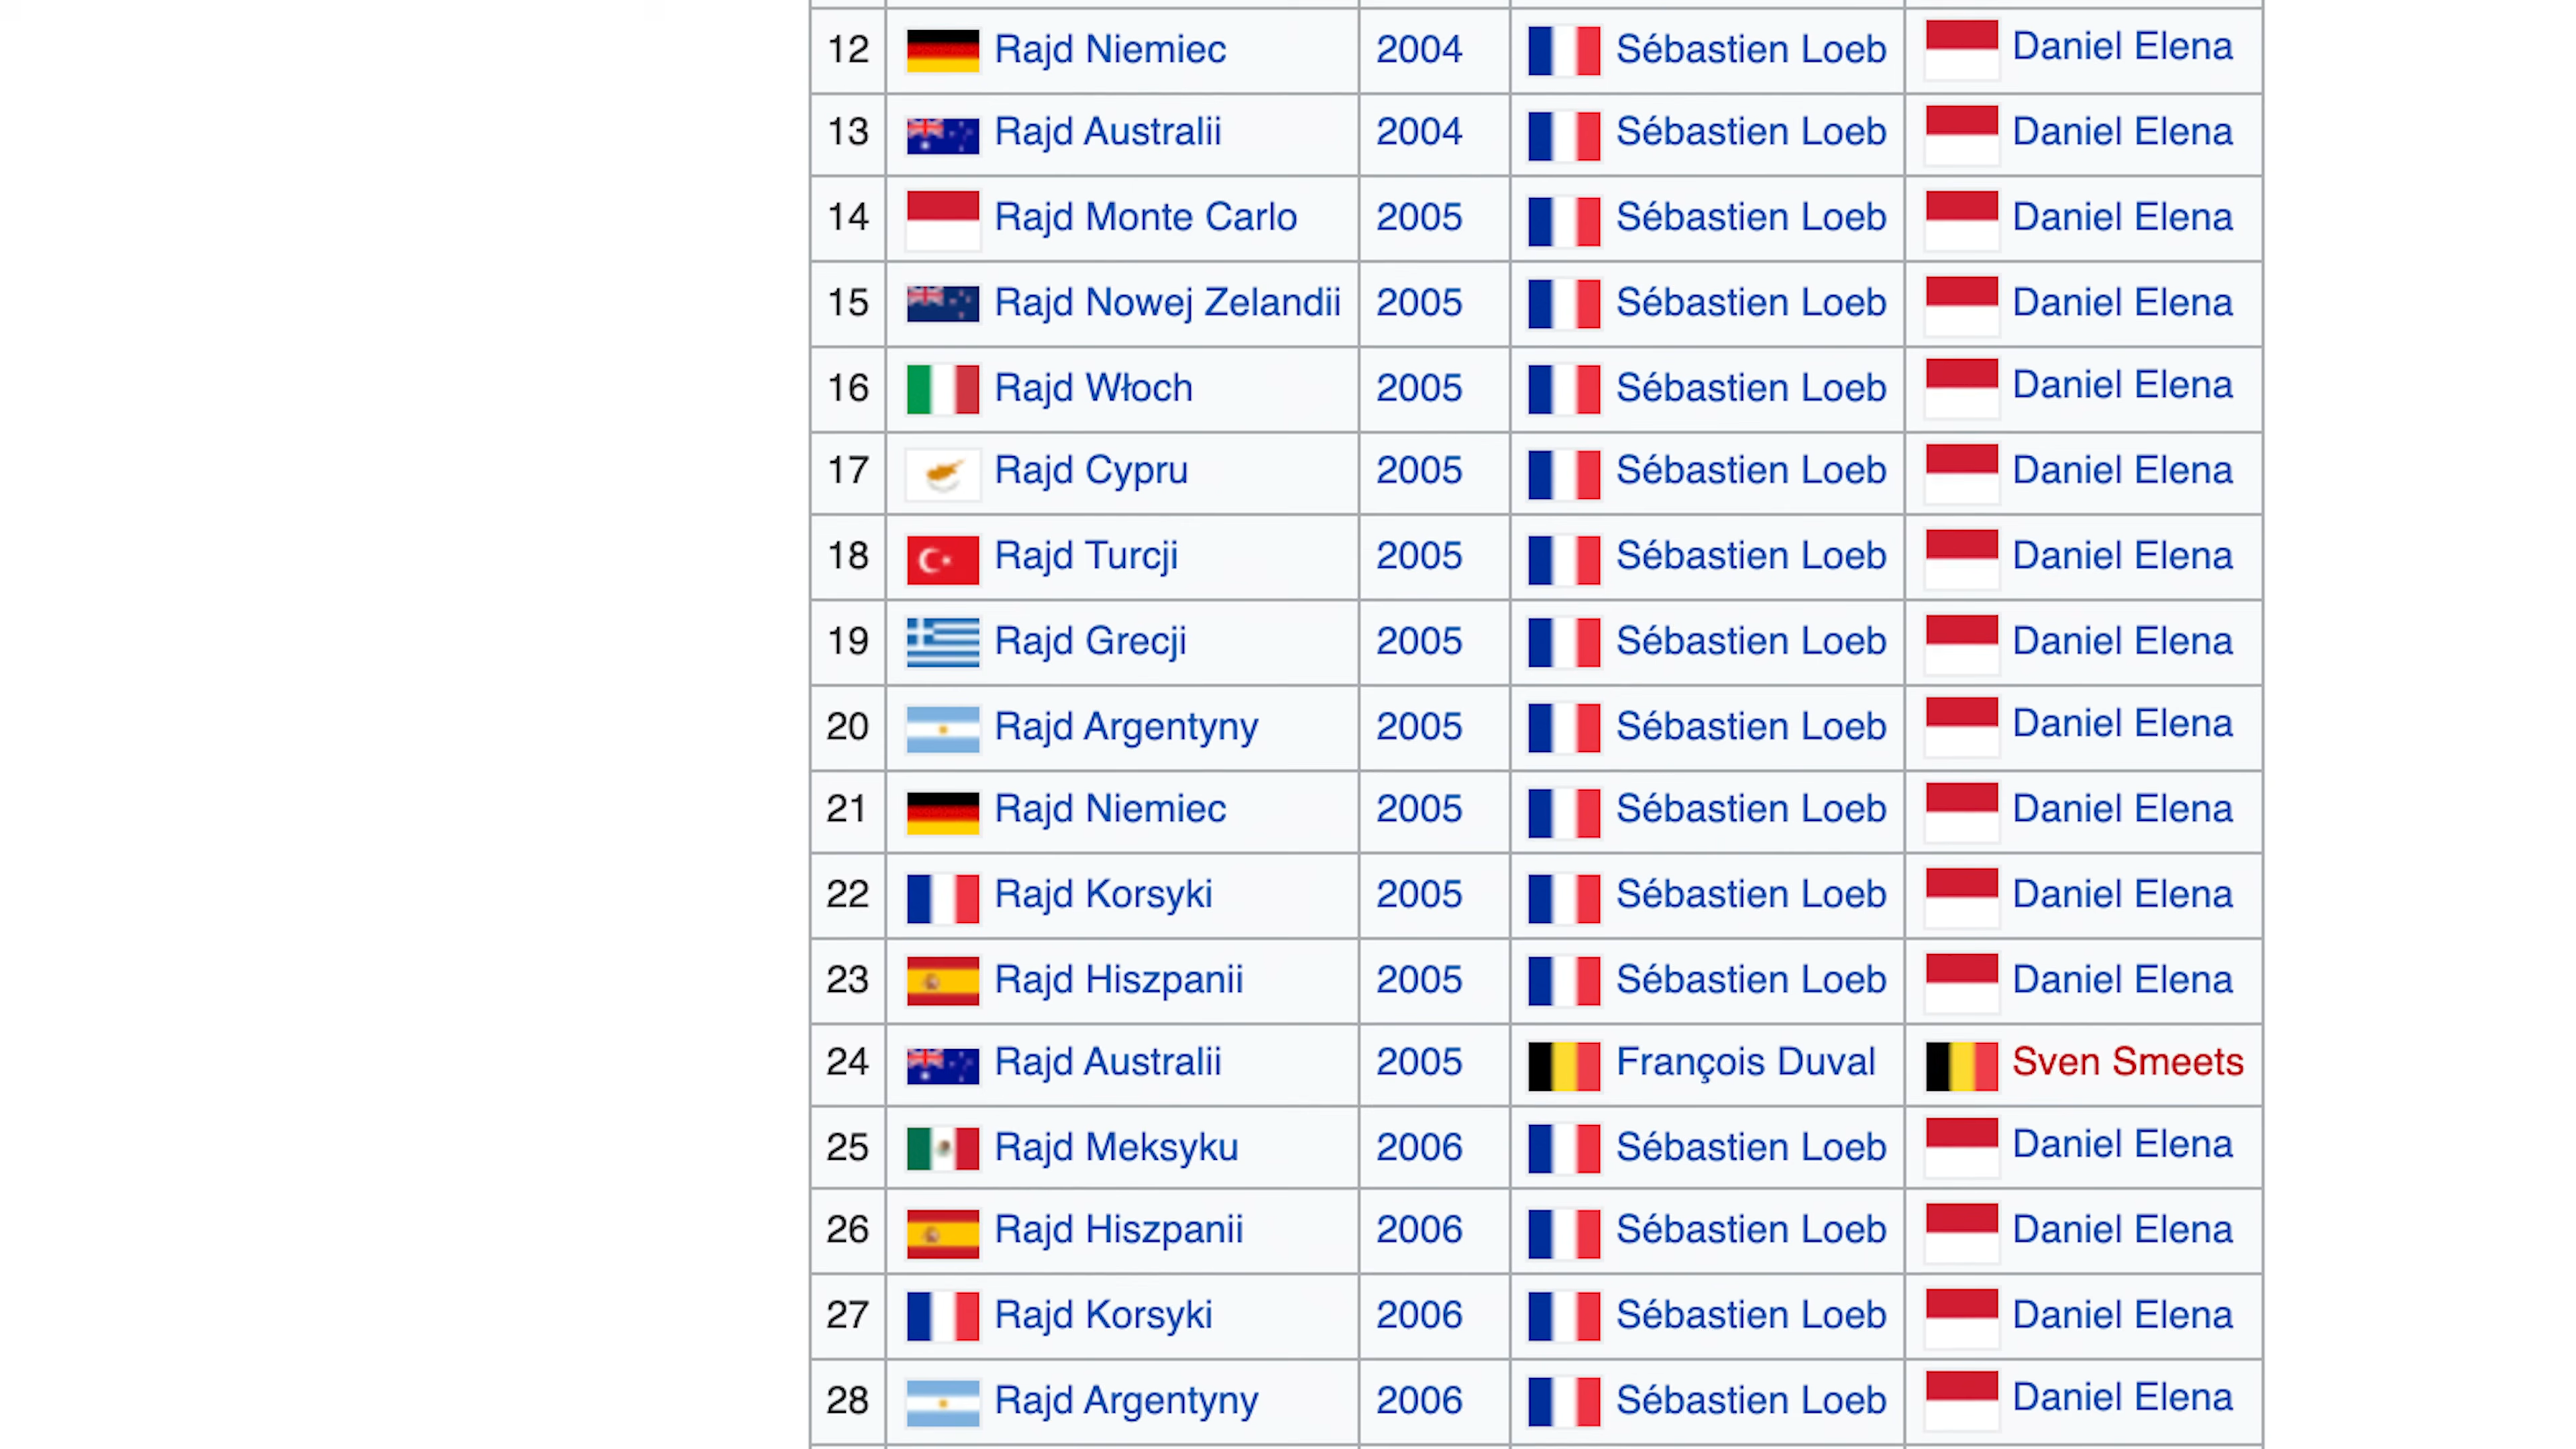 12 Rajd Niemiec 2004 Sébastien Loeb Daniel Elena
13 Rajd Australii 2004 Sébastien Loeb Daniel Elena
14 Rajd Monte Carlo 2005 Sébastien Loeb Daniel Elena
15 Rajd Nowej Zelandii 2005 Sébastien Loeb Daniel Elena
16 Rajd Włoch 2005 Sébastien Loeb Daniel Elena
17 Rajd Cypru 2005 Sébastien Loeb Daniel Elena
18 Rajd Turcji 2005 Sébastien Loeb Daniel Elena
19 Rajd Grecji 2005 Sébastien Loeb Daniel Elena
20 Rajd Argentyny 2005 Sébastien Loeb Daniel Elena
21 Rajd Niemiec 2005 Sébastien Loeb Daniel Elena
22 Rajd Korsyki 2005 Sébastien Loeb Daniel Elena
23 Rajd Hiszpanii 2005 Sébastien Loeb Daniel Elena
24 Rajd Australii 2005 François Duval Sven Smeets
25 Rajd Meksyku 2006 Sébastien Loeb Daniel Elena
26 Rajd Hiszpanii 2006 Sébastien Loeb Daniel Elena
27 Rajd Korsyki 2006 Sébastien Loeb Daniel Elena
28 Rajd Argentyny 2006 Sébastien Loeb Daniel Elena